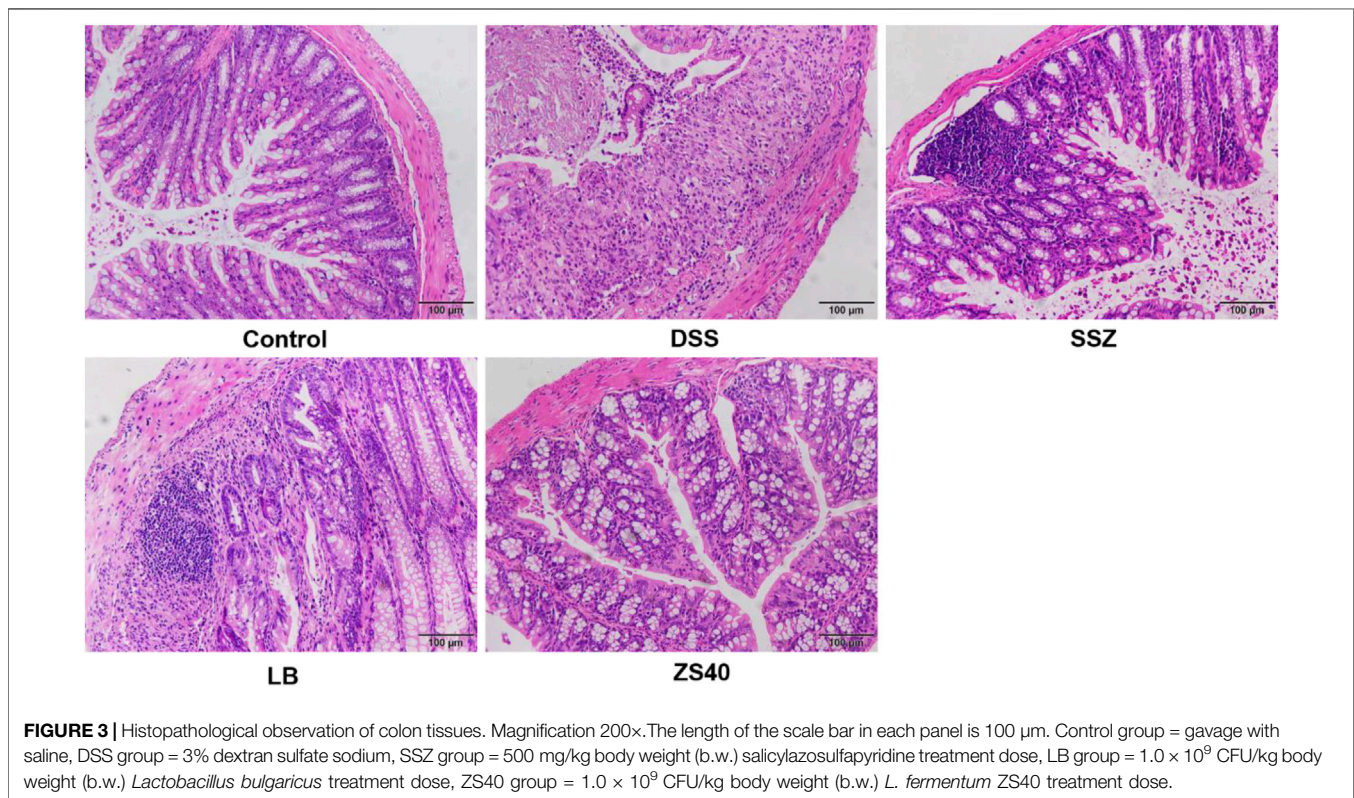 100 µm
100 µm
100 µm
Control
DSS
SSZ
100 µm
100 µm
LB
ZS40
FIGURE 3 | Histopathological observation of colon tissues. Magnification 200×.The length of the scale bar in each panel is 100 µm. Control group = gavage with
saline, DSS group = 3% dextran sulfate sodium, SSZ group = 500 mg/kg body weight (b.w.) salicylazosulfapyridine treatment dose, LB group = 1.0 × 10⁹ CFU/kg body
weight (b.w.) Lactobacillus bulgaricus treatment dose, ZS40 group = 1.0 × 10⁹ CFU/kg body weight (b.w.) L. fermentum ZS40 treatment dose.